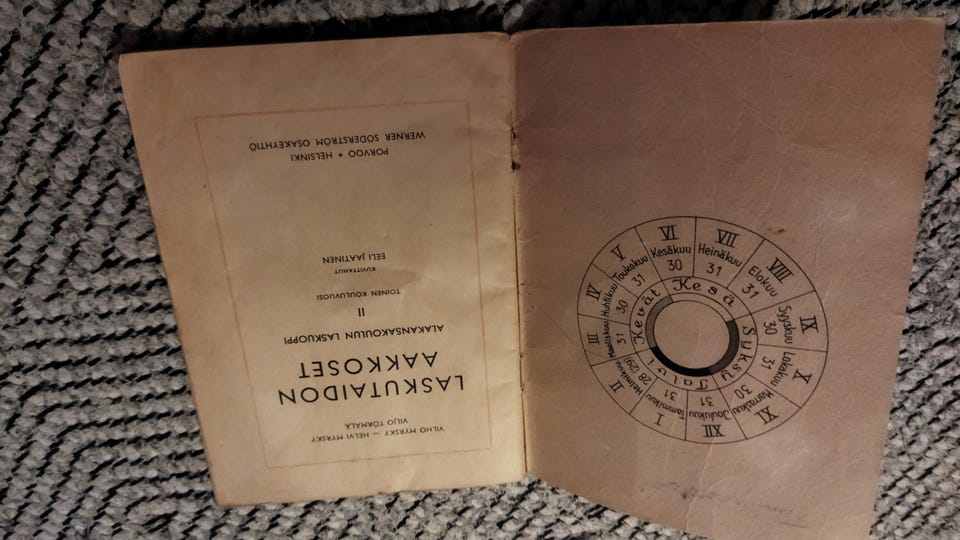 VILHO MYRSKY — HELVI MYRSKY
VILJO TÖRMÄLÄ
LASKUTAIDON
AAKKOSET
ALAKANSAKOULUN LASKUOPPI
II
TOINEN KOULUVUOSI
KUVITTANUT
EELI JAATINEN
PORVOO • HELSINKI
WERNER SÖDERSTRÖM OSAKEYHTIÖ
I
Tammikuu
31
II
Helmikuu
28 (29)
III
Maaliskuu
31
IV
Huhtikuu
30
V
Toukokuu
31
VI
Kesäkuu
30
VII
Heinäkuu
31
VIII
Elokuu
31
IX
Syyskuu
30
X
Lokakuu
31
XI
Marraskuu
30
XII
Joulukuu
31
Kevät
Kesä
Syksy
Talvi